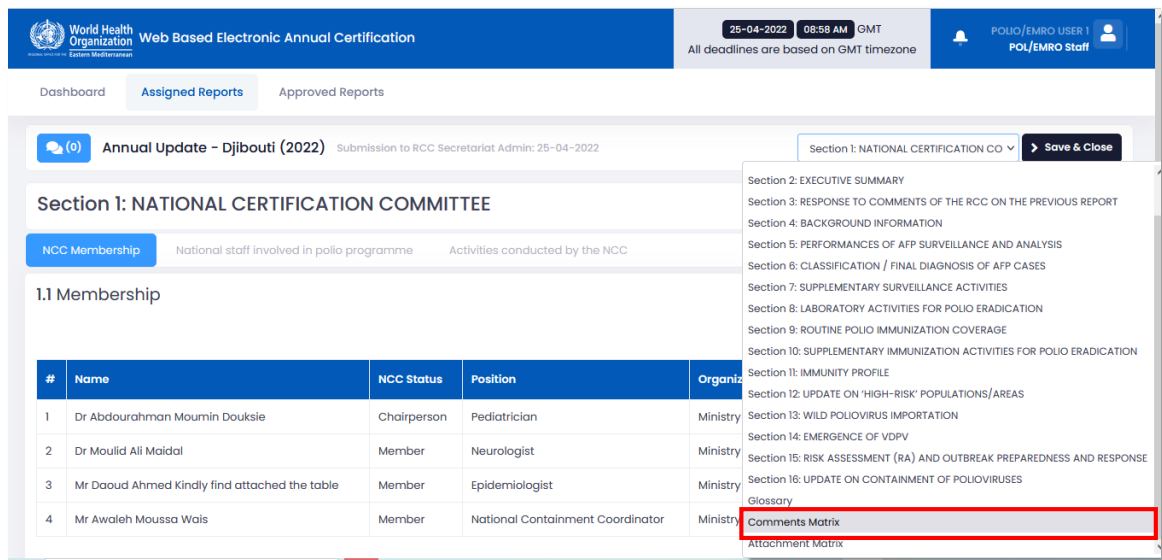 World Health
Organization
REGIONAL OFFICE FOR THE Eastern Mediterranean
Web Based Electronic Annual Certification
25-04-2022 08:58 AM GMT
All deadlines are based on GMT timezone
POLIO/EMRO USER 1
POL/EMRO Staff
Dashboard Assigned Reports Approved Reports
(0) Annual Update - Djibouti (2022) Submission to RCC Secretariat Admin: 25-04-2022
Section 1: NATIONAL CERTIFICATION CO
Save & Close
Section 1: NATIONAL CERTIFICATION COMMITTEE
NCC Membership National staff involved in polio programme Activities conducted by the NCC
1.1 Membership
# Name NCC Status Position Organiz
1 Dr Abdourahman Moumin Douksie Chairperson Pediatrician Ministry
2 Dr Moulid Ali Maidal Member Neurologist Ministry
3 Mr Daoud Ahmed Kindly find attached the table Member Epidemiologist Ministry
4 Mr Awaleh Moussa Wais Member National Containment Coordinator Ministry
Section 2: EXECUTIVE SUMMARY
Section 3: RESPONSE TO COMMENTS OF THE RCC ON THE PREVIOUS REPORT
Section 4: BACKGROUND INFORMATION
Section 5: PERFORMANCES OF AFP SURVEILLANCE AND ANALYSIS
Section 6: CLASSIFICATION / FINAL DIAGNOSIS OF AFP CASES
Section 7: SUPPLEMENTARY SURVEILLANCE ACTIVITIES
Section 8: LABORATORY ACTIVITIES FOR POLIO ERADICATION
Section 9: ROUTINE POLIO IMMUNIZATION COVERAGE
Section 10: SUPPLEMENTARY IMMUNIZATION ACTIVITIES FOR POLIO ERADICATION
Section 11: IMMUNITY PROFILE
Section 12: UPDATE ON ‘HIGH-RISK’ POPULATIONS/AREAS
Section 13: WILD POLIOVIRUS IMPORTATION
Section 14: EMERGENCE OF VDPV
Section 15: RISK ASSESSMENT (RA) AND OUTBREAK PREPAREDNESS AND RESPONSE
Section 16: UPDATE ON CONTAINMENT OF POLIOVIRUSES
Glossary
Comments Matrix
Attachment Matrix